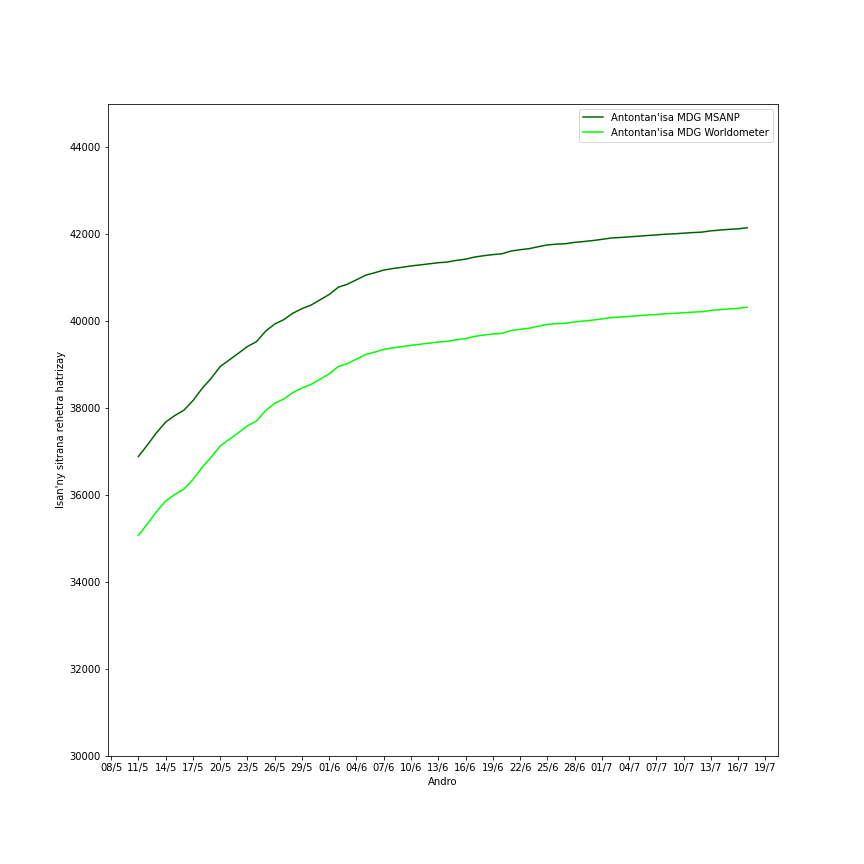 Antontan'isa MDG MSANP
Antontan'isa MDG Worldometer
44000
42000
40000
38000
36000
34000
32000
30000
Isan'ny sitrana rehetra hatrizay
08/5 11/5 14/5 17/5 20/5 23/5 26/5 29/5 01/6 04/6 07/6 10/6 13/6 16/6 19/6 22/6 25/6 28/6 01/7 04/7 07/7 10/7 13/7 16/7 19/7
Andro